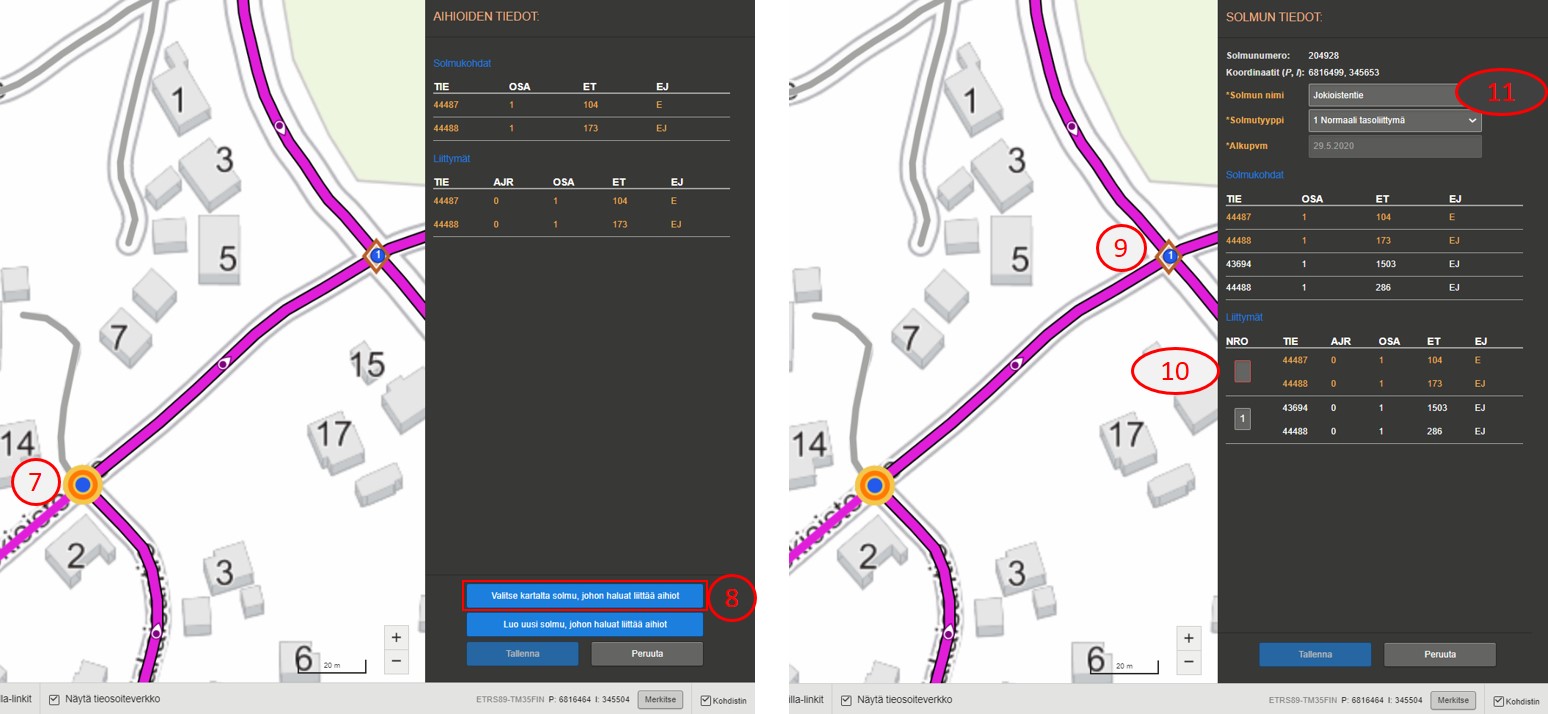 AIHIOIDEN TIEDOT:
Solmukohdat
TIE OSA ET EJ
44487 1 104 E
44488 1 173 EJ
Liittymät
TIE AJR OSA ET EJ
44487 0 1 104 E
44488 0 1 173 EJ
1
3
5
7
15
17
14
2
3
6
1
7
8
Valitse kartalta solmu, johon haluat liittää aihiot
Luo uusi solmu, johon haluat liittää aihiot
Tallenna Peruuta
+
−
20 m
lla-linkit Näytä tieosoiteverkko ETRS89-TM35FIN P: 6816464 I: 345504 Merkitse Kohdistin
SOLMUN TIEDOT:
Solmunumero: 204928
Koordinaatit (P, I): 6816499, 345653
*Solmun nimi Jokioistentie
*Solmutyyppi 1 Normaali tasoliittymä
*Alkupvm 29.5.2020
Solmukohdat
TIE OSA ET EJ
44487 1 104 E
44488 1 173 EJ
43694 1 1503 EJ
44488 1 286 EJ
Liittymät
NRO TIE AJR OSA ET EJ
44487 0 1 104 E
44488 0 1 173 EJ
1 43694 0 1 1503 EJ
44488 0 1 286 EJ
1
3
5
7
17
14
2
3
6
1
9
10
11
Tallenna Peruuta
+
−
20 m
lla-linkit Näytä tieosoiteverkko ETRS89-TM35FIN P: 6816464 I: 345504 Merkitse Kohdistin